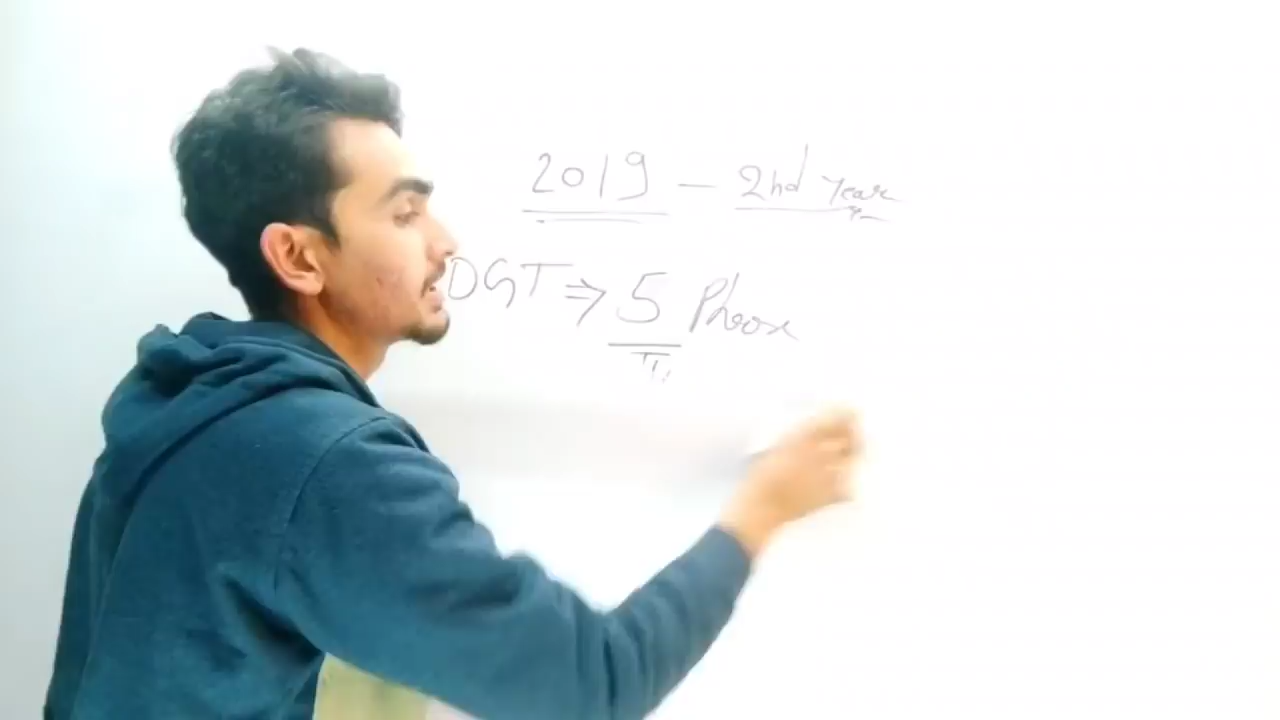 2019 - 2nd Year
DGT ⇒ 5 Phase